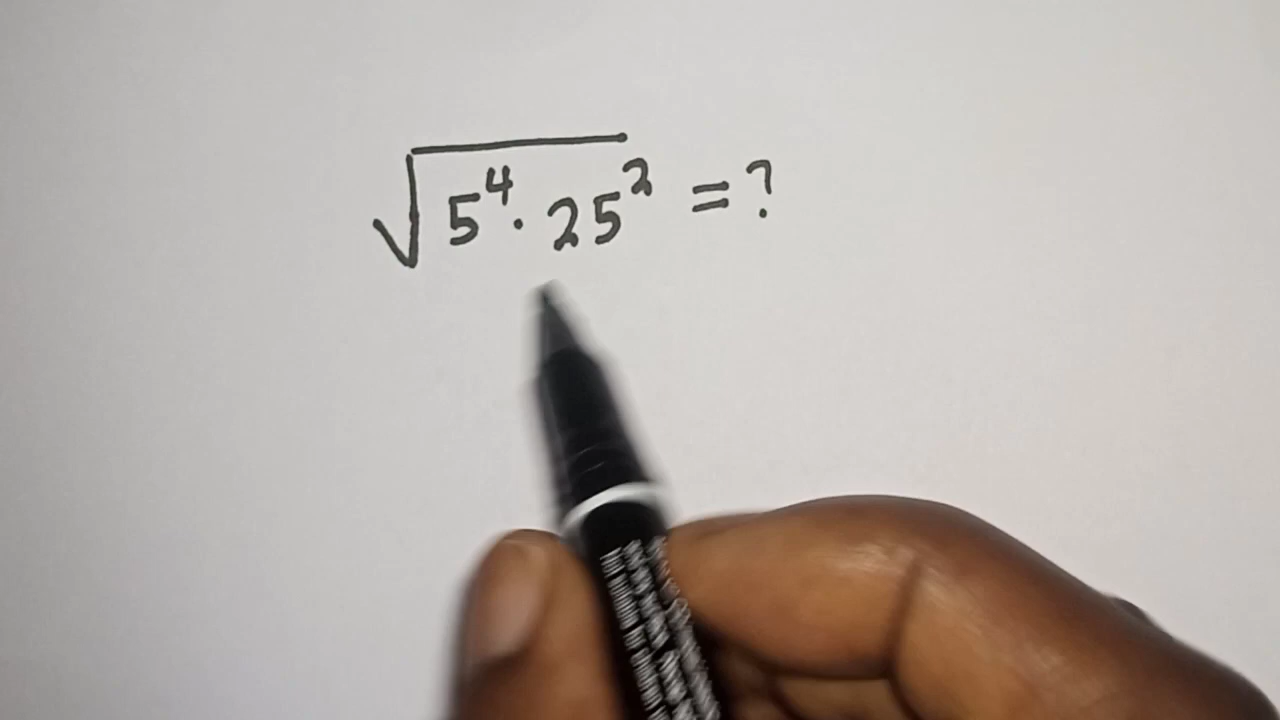 √5⁴·25² = ?